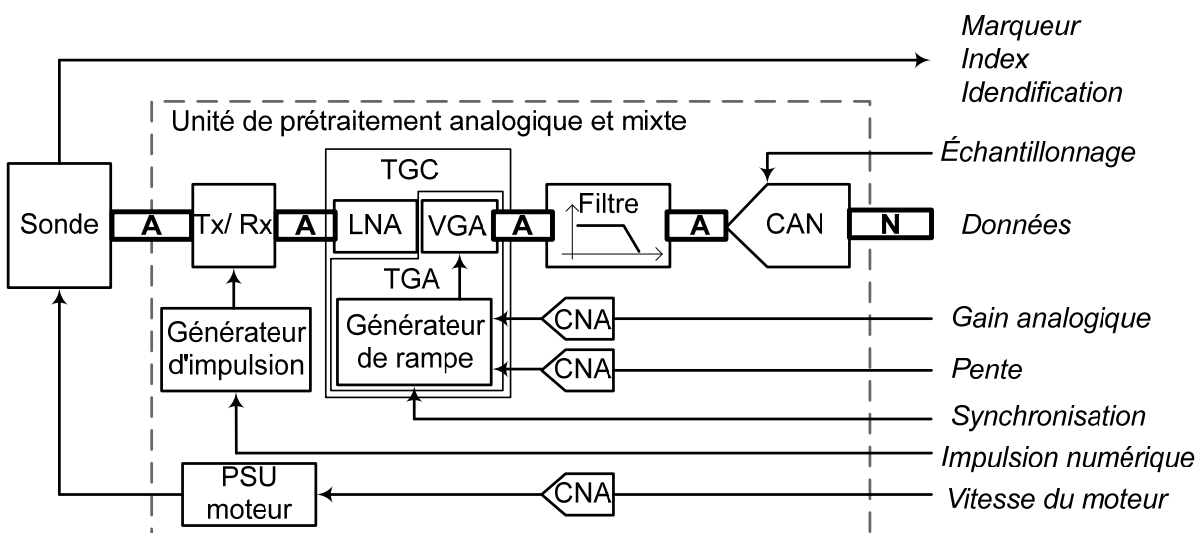 Marqueur
Index
Idendification
Unité de prétraitement analogique et mixte
Échantillonnage
TGC
Sonde
A
Tx/ Rx
A
LNA
VGA
A
Filtre
A
CAN
N
Données
TGA
Générateur
d'impulsion
Générateur
de rampe
CNA
Gain analogique
CNA
Pente
Synchronisation
Impulsion numérique
PSU
moteur
CNA
Vitesse du moteur